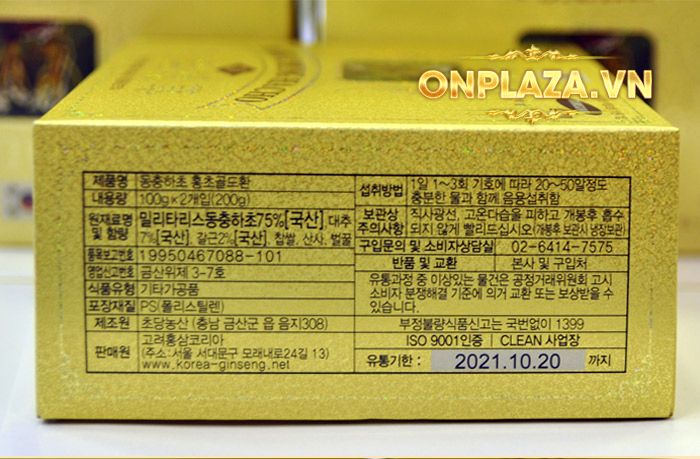 ONPLAZA.VN
제품명 동충하초 홍초골드환
내용량 100g×2개입(200g)
원재료명 및 함량 밀리타리스동충하초75%[국산], 대추
7%[국산], 갈근2%[국산], 찹쌀, 산사, 벌꿀
품목보고번호 19950467088-101
영업신고번호 금산위제 3-7호
식품유형 기타가공품
포장재질 PS(폴리스틸렌)
제조원 초당농산 (충남 금산군 읍 음지308)
판매원 고려홍삼코리아
(주소:서울 서대문구 모래내로24길 13)
www.korea-ginseng.net
섭취방법 1일 1~3회 기호에 따라 20~50알정도
충분한 물과 함께 음용섭취함
보관상 주의사항 직사광선, 고온다습을 피하고 개봉후 흡수
되지 않게 빨리드십시오(개봉후 보관시 냉장보관)
구입문의 및 소비자상담실 02-6414-7575
반품 및 교환 본사 및 구입처
유통과정 중 이상있는 물건은 공정거래위원회 고시
소비자 분쟁해결 기준에 의거 교환 또는 보상받을 수
있습니다.
부정불량식품신고는 국번없이 1399
ISO 9001인증 | CLEAN 사업장
유통기한 : 2021.10.20 까지